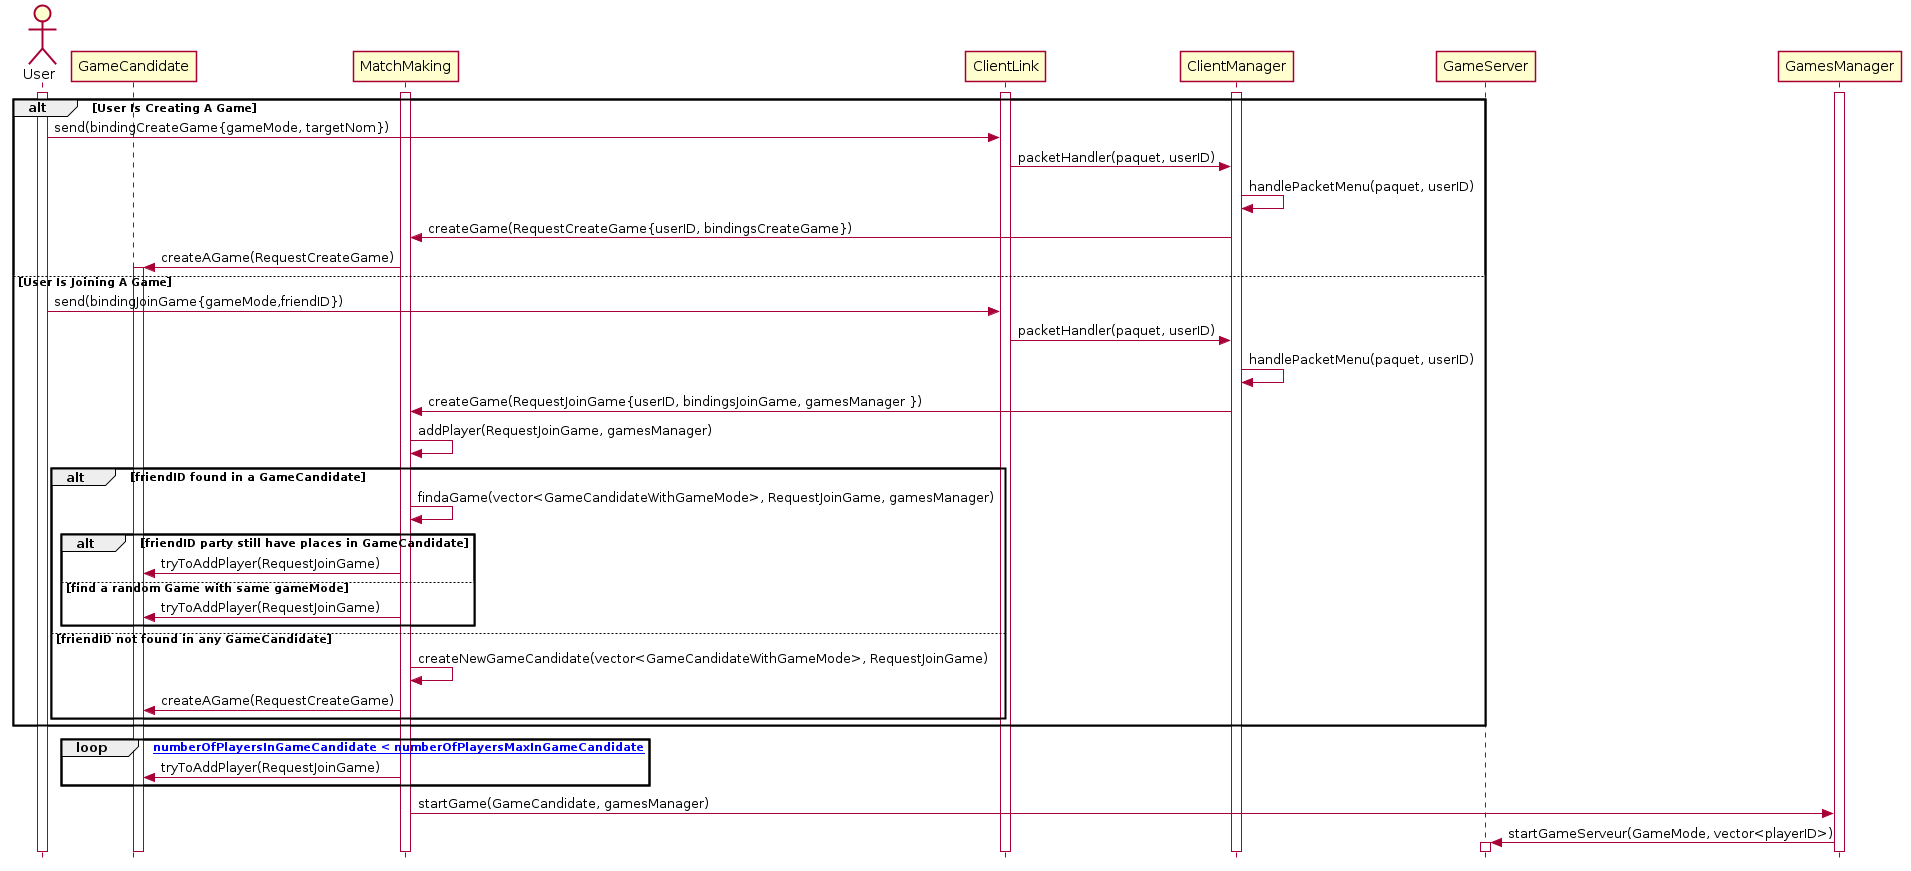 User
GameCandidate
MatchMaking
ClientLink
ClientManager
GameServer
GamesManager
alt [User Is Creating A Game]
send(bindingCreateGame{gameMode, targetNom})
packetHandler(paquet, userID)
handlePacketMenu(paquet, userID)
createGame(RequestCreateGame{userID, bindingsCreateGame})
createAGame(RequestCreateGame)
[User Is Joining A Game]
send(bindingJoinGame{gameMode,friendID})
packetHandler(paquet, userID)
handlePacketMenu(paquet, userID)
createGame(RequestJoinGame{userID, bindingsJoinGame, gamesManager })
addPlayer(RequestJoinGame, gamesManager)
alt [friendID found in a GameCandidate]
findaGame(vector<GameCandidateWithGameMode>, RequestJoinGame, gamesManager)
alt [friendID party still have places in GameCandidate]
tryToAddPlayer(RequestJoinGame)
[find a random Game with same gameMode]
tryToAddPlayer(RequestJoinGame)
[friendID not found in any GameCandidate]
createNewGameCandidate(vector<GameCandidateWithGameMode>, RequestJoinGame)
createAGame(RequestCreateGame)
loop numberOfPlayersInGameCandidate < numberOfPlayersMaxInGameCandidate
tryToAddPlayer(RequestJoinGame)
startGame(GameCandidate, gamesManager)
startGameServeur(GameMode, vector<playerID>)